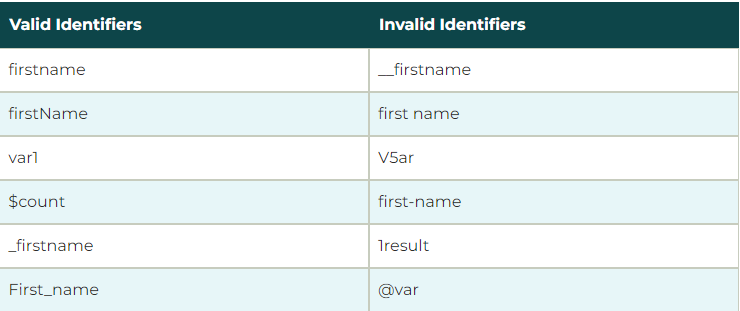 Valid Identifiers Invalid Identifiers
firstname __firstname
firstName first name
var1 V5ar
$count first-name
_firstname 1result
First_name @var